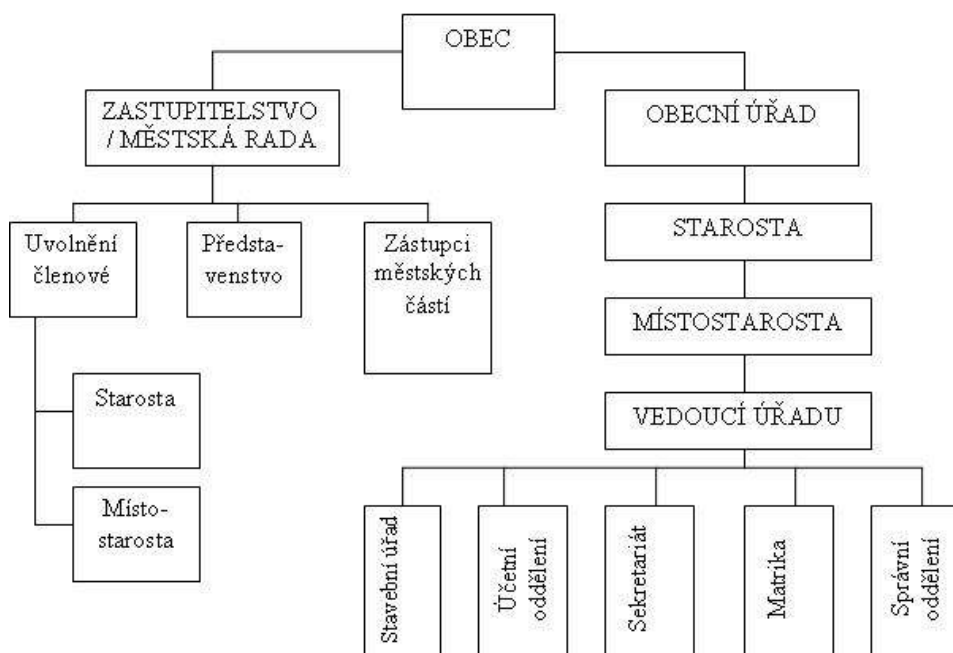 OBEC
ZASTUPITELSTVO
/ MĚSTSKÁ RADA
OBECNÍ ÚŘAD
Uvolnění
členové
Předsta-
venstvo
Zástupci
městských
částí
STAROSTA
MÍSTOSTAROSTA
Starosta
VEDOUCÍ ÚŘADU
Místo-
starosta
Stavební úřad
Účetní
oddělení
Sekretariát
Matrika
Správní
oddělení